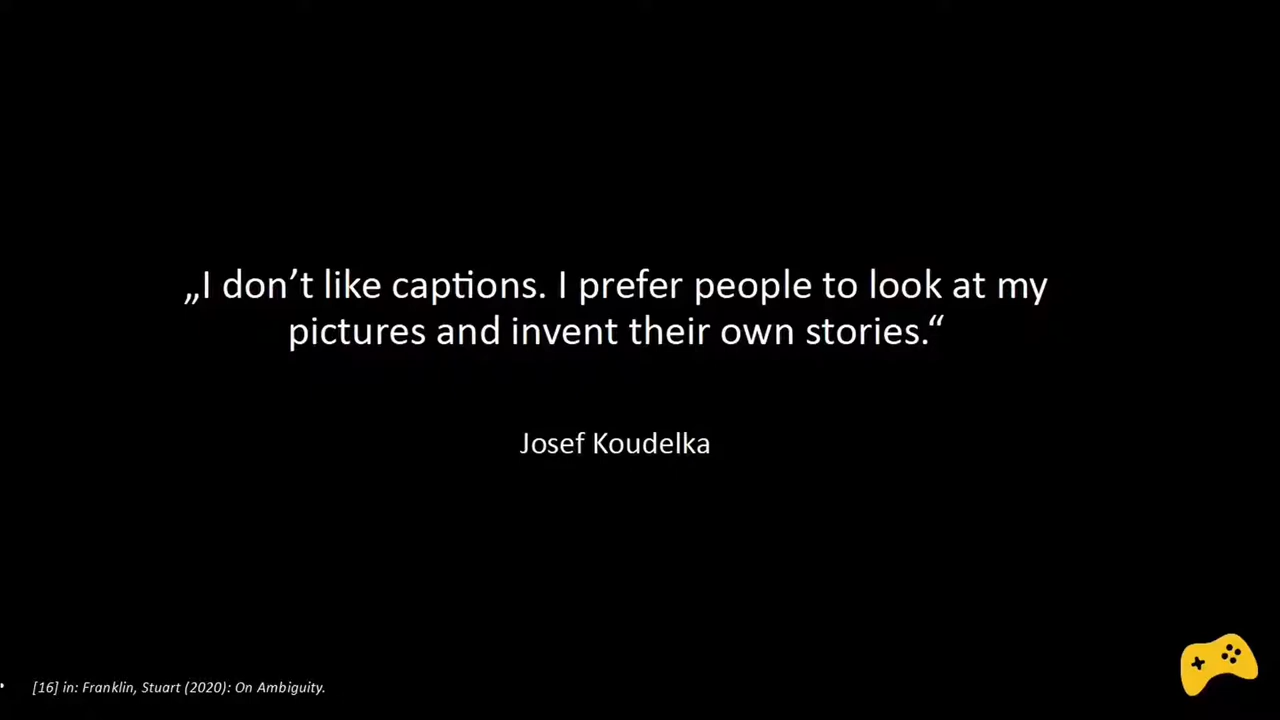 „I don’t like captions. I prefer people to look at my
pictures and invent their own stories.“
Josef Koudelka
[16] in: Franklin, Stuart (2020): On Ambiguity.